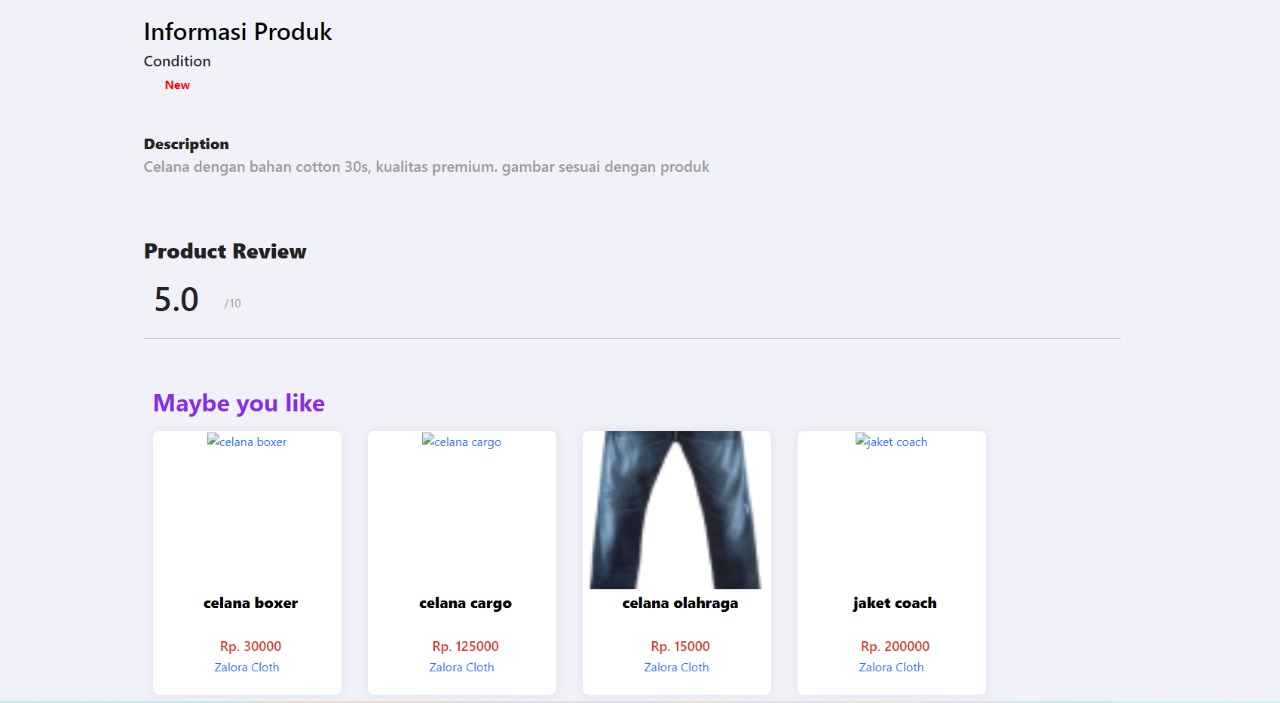 Informasi Produk
Condition
New
Description
Celana dengan bahan cotton 30s, kualitas premium. gambar sesuai dengan produk
Product Review
5.0 /10
Maybe you like
celana boxer celana cargo jaket coach
celana boxer celana cargo celana olahraga jaket coach
Rp. 30000 Rp. 125000 Rp. 15000 Rp. 200000
Zalora Cloth Zalora Cloth Zalora Cloth Zalora Cloth